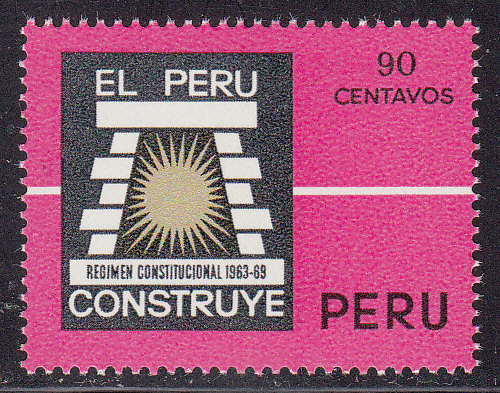 EL PERU
REGIMEN CONSTITUCIONAL 1963-69
CONSTRUYE
90
CENTAVOS
PERU